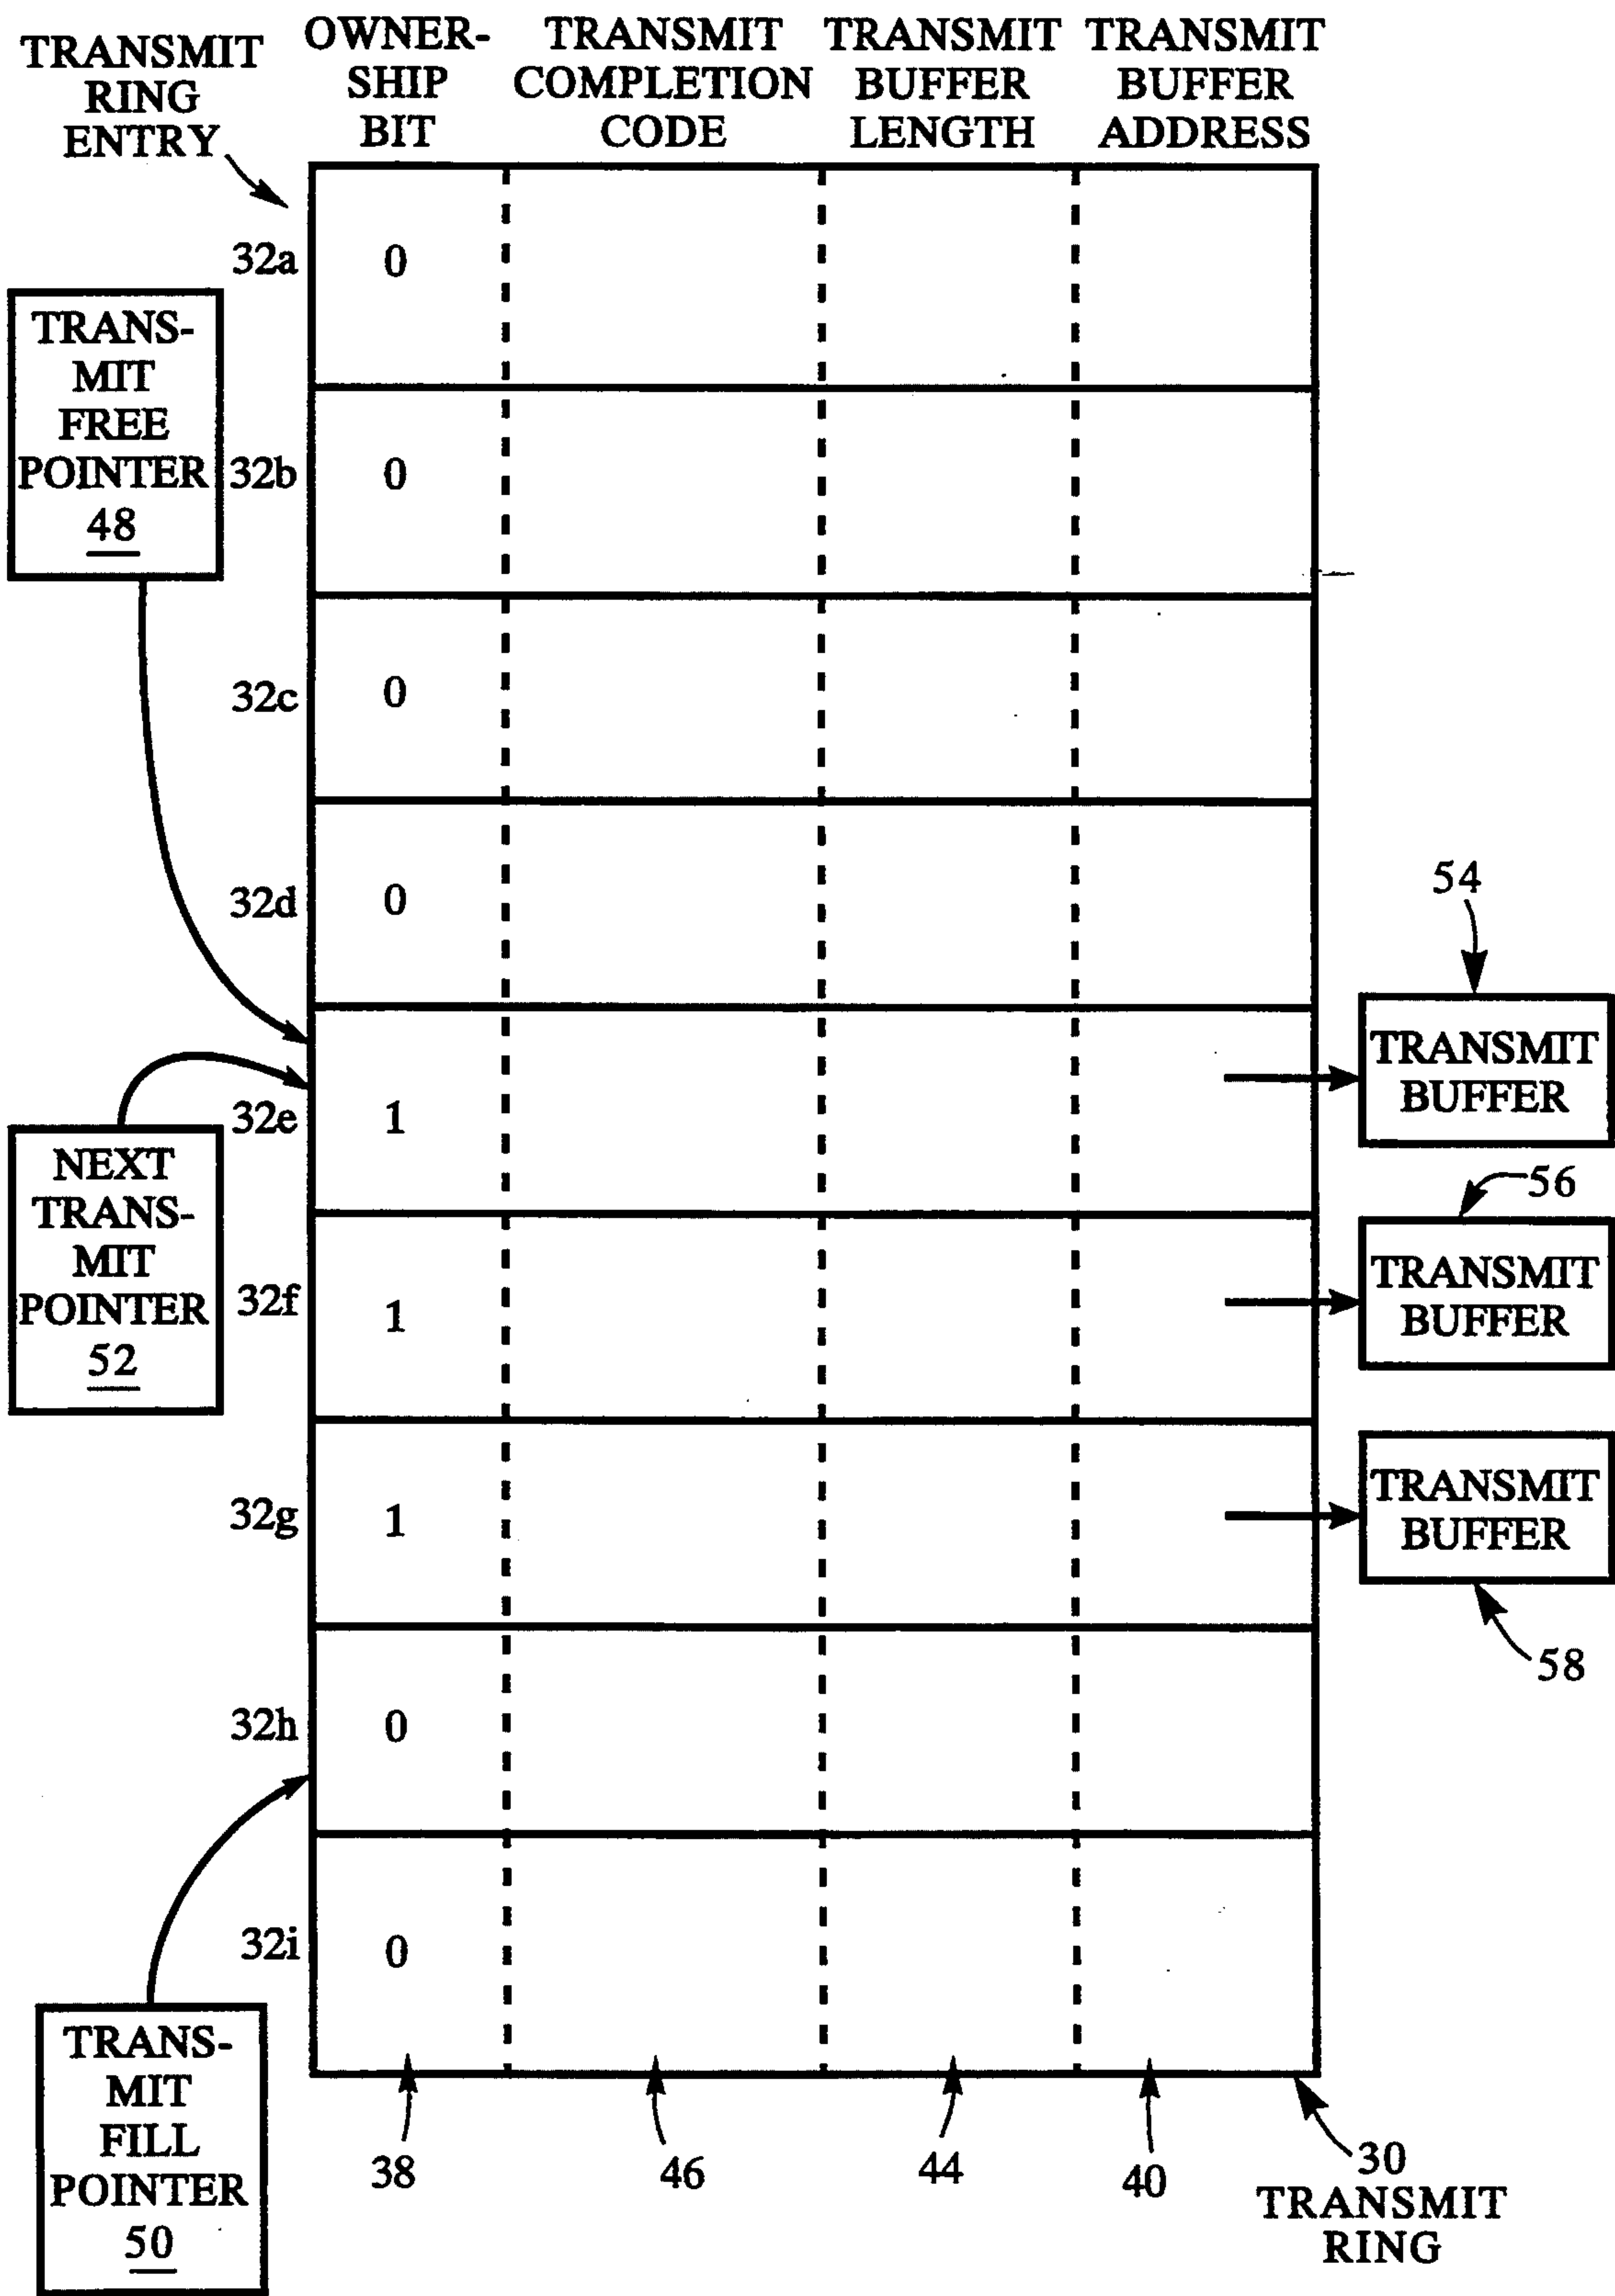 TRANSMIT
RING
ENTRY
OWNER-
SHIP
BIT
TRANSMIT
COMPLETION
CODE
TRANSMIT
BUFFER
LENGTH
TRANSMIT
BUFFER
ADDRESS
32a 0
TRANS-
MIT
FREE
POINTER
48
32b 0
32c 0
32d 0
54
TRANSMIT
BUFFER
32e 1
NEXT
TRANS-
MIT
POINTER
52
56
TRANSMIT
BUFFER
32f 1
32g 1
TRANSMIT
BUFFER
58
32h 0
32i 0
TRANS-
MIT
FILL
POINTER
50
38
46
44
40
30
TRANSMIT
RING